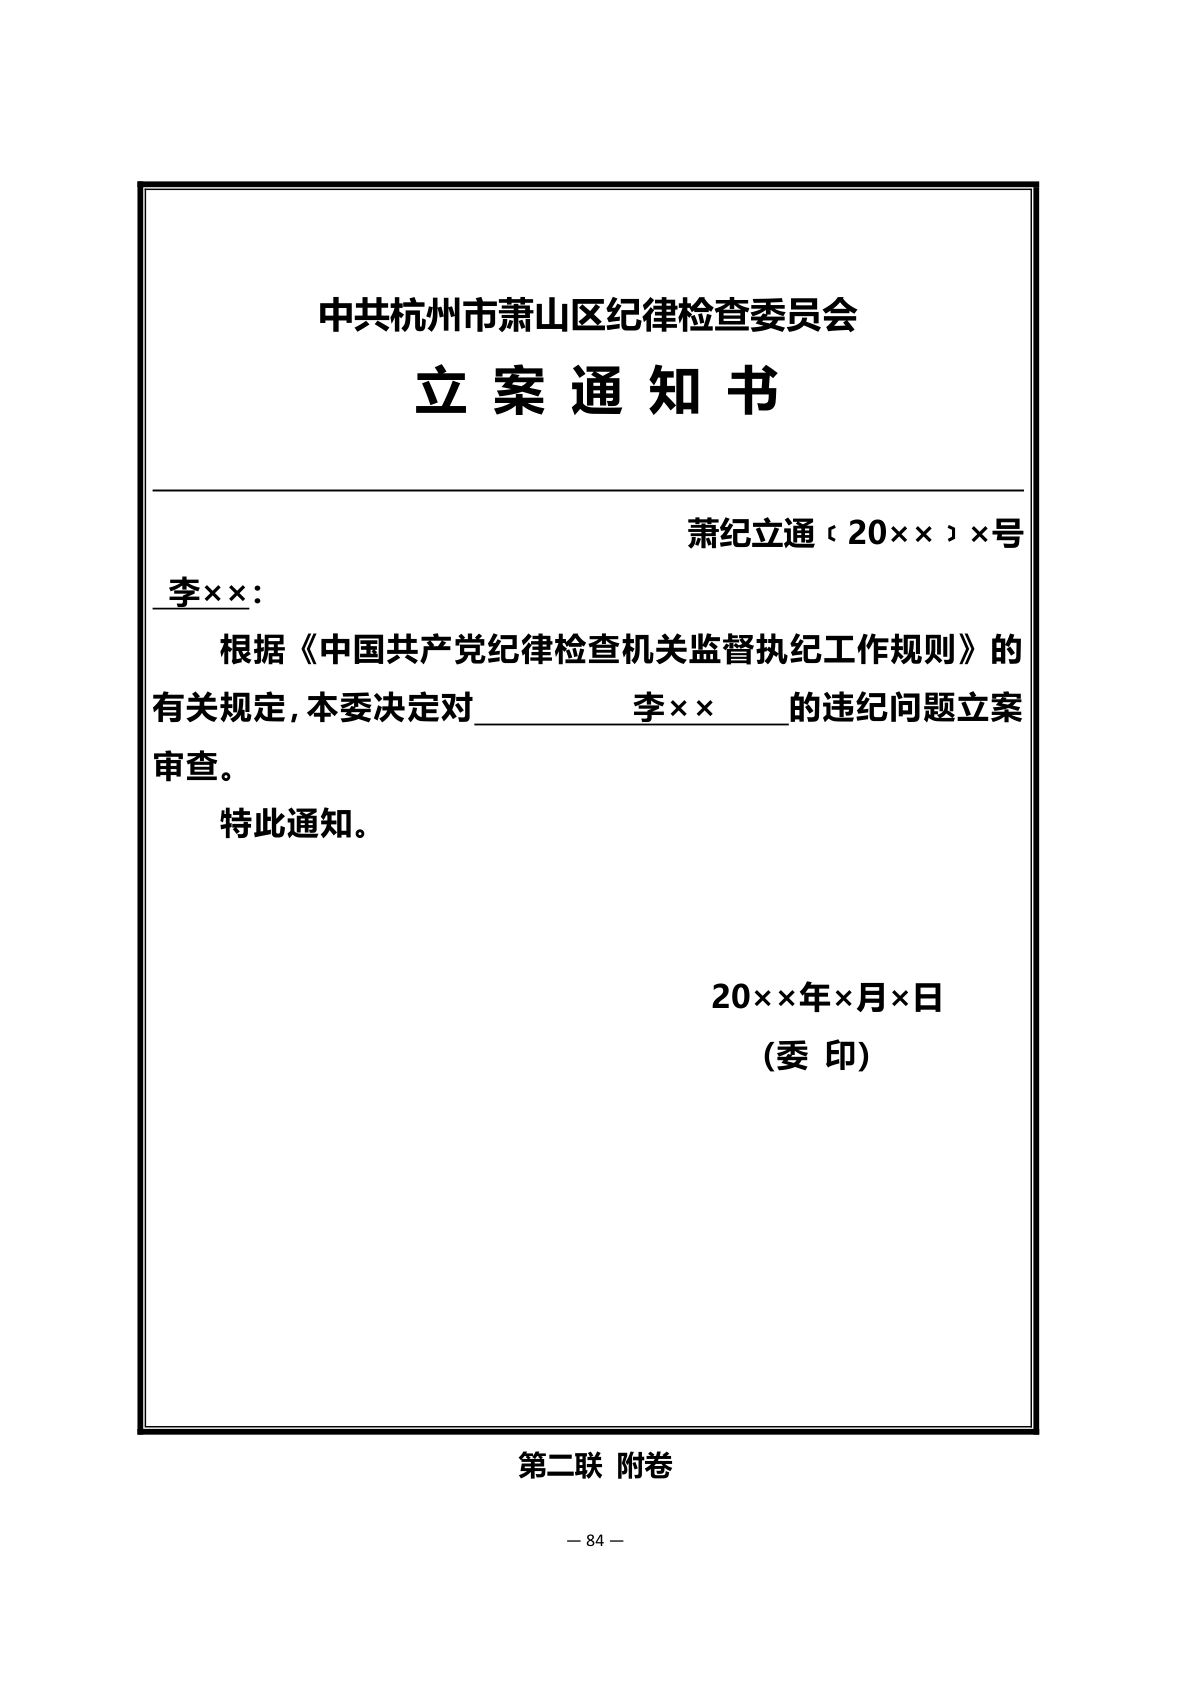 中共杭州市萧山区纪律检查委员会
立 案 通 知 书
萧纪立通﹝20××﹞×号
李××：
根据《中国共产党纪律检查机关监督执纪工作规则》的
有关规定,本委决定对 李×× 的违纪问题立案
审查。
特此通知。
20××年×月×日
(委 印)
第二联 附卷
— 84 —